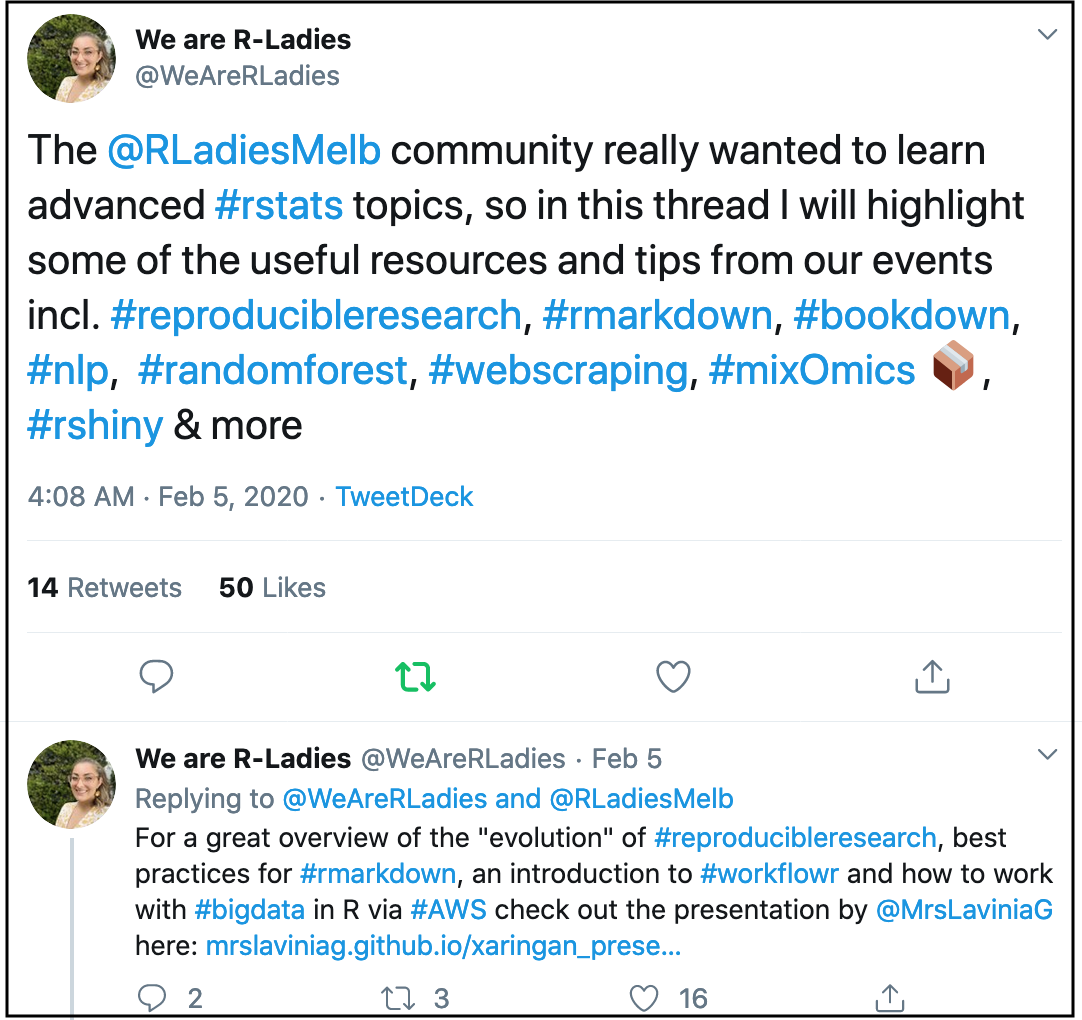 We are R-Ladies
@WeAreRLadies
The @RLadiesMelb community really wanted to learn
advanced #rstats topics, so in this thread I will highlight
some of the useful resources and tips from our events
incl. #reproducibleresearch, #rmarkdown, #bookdown,
#nlp,  #randomforest, #webscraping, #mixOmics 📦,
#rshiny & more
4:08 AM · Feb 5, 2020 · TweetDeck
14 Retweets 50 Likes
We are R-Ladies @WeAreRLadies · Feb 5
Replying to @WeAreRLadies and @RLadiesMelb
For a great overview of the "evolution" of #reproducibleresearch, best
practices for #rmarkdown, an introduction to #workflowr and how to work
with #bigdata in R via #AWS check out the presentation by @MrsLaviniaG
here: mrslaviniag.github.io/xaringan_prese...
2 3 16